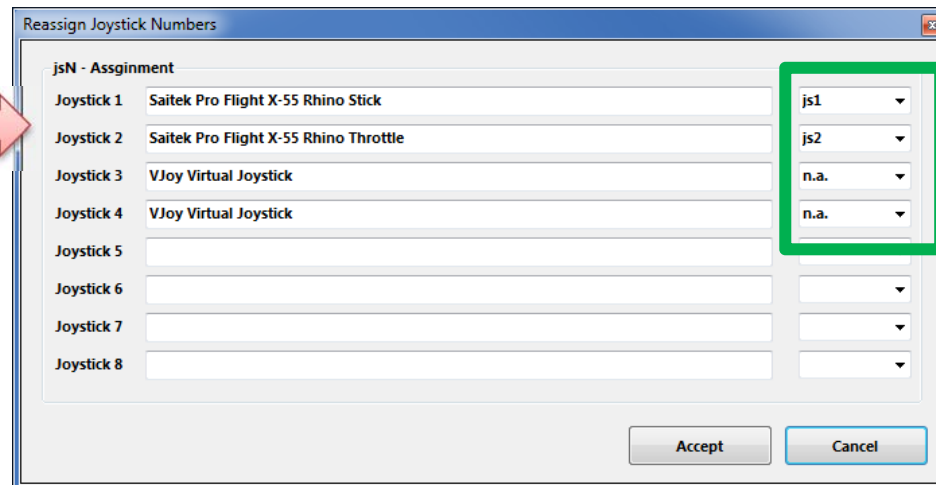 Reassign Joystick Numbers
jsN - Assginment
Joystick 1 Saitek Pro Flight X-55 Rhino Stick js1
Joystick 2 Saitek Pro Flight X-55 Rhino Throttle js2
Joystick 3 VJoy Virtual Joystick n.a.
Joystick 4 VJoy Virtual Joystick n.a.
Joystick 5
Joystick 6
Joystick 7
Joystick 8
Accept Cancel